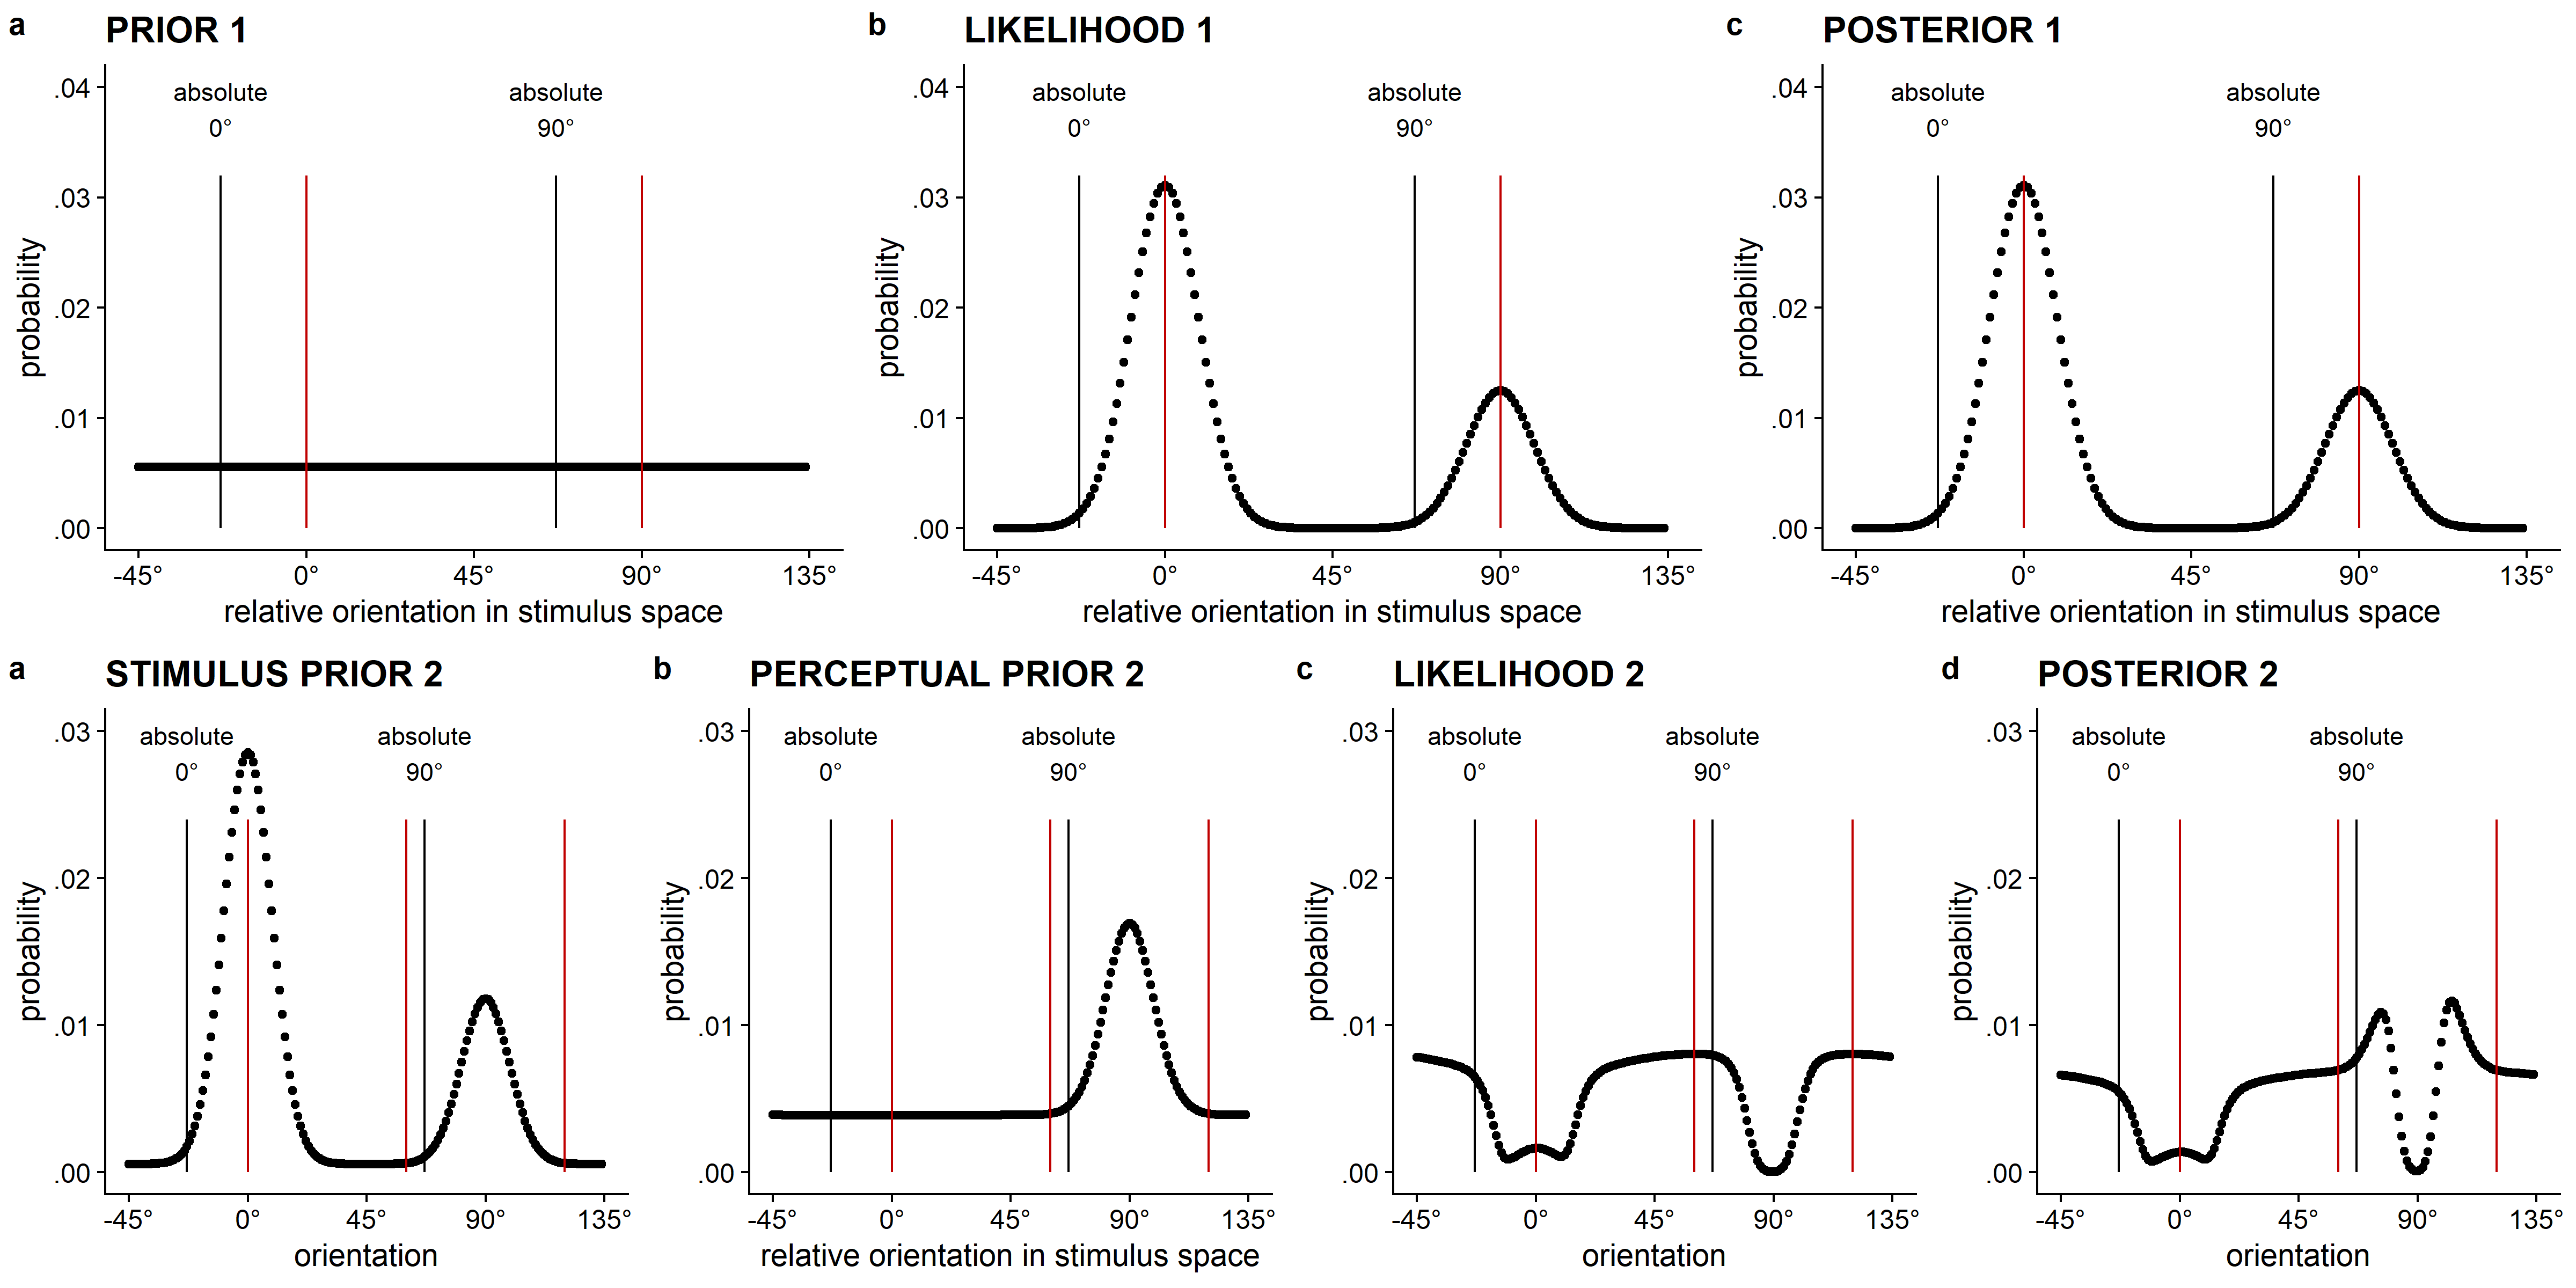 a PRIOR 1
.04
.03
.02
.01
.00
absolute
0°
absolute
90°
probability
-45° 0° 45° 90° 135°
relative orientation in stimulus space
b LIKELIHOOD 1
.04
.03
.02
.01
.00
absolute
0°
absolute
90°
probability
-45° 0° 45° 90° 135°
relative orientation in stimulus space
c POSTERIOR 1
.04
.03
.02
.01
.00
absolute
0°
absolute
90°
probability
-45° 0° 45° 90° 135°
relative orientation in stimulus space
a STIMULUS PRIOR 2
.03
.02
.01
.00
absolute
0°
absolute
90°
probability
-45° 0° 45° 90° 135°
orientation
b PERCEPTUAL PRIOR 2
.03
.02
.01
.00
absolute
0°
absolute
90°
probability
-45° 0° 45° 90° 135°
relative orientation in stimulus space
c LIKELIHOOD 2
.03
.02
.01
.00
absolute
0°
absolute
90°
probability
-45° 0° 45° 90° 135°
orientation
d POSTERIOR 2
.03
.02
.01
.00
absolute
0°
absolute
90°
probability
-45° 0° 45° 90° 135°
orientation